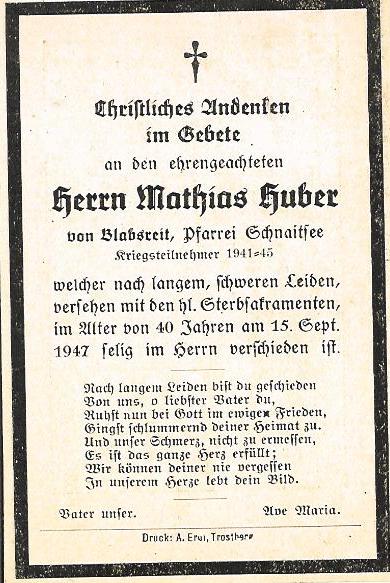 Christliches Andenken
im Gebete
an den ehrengeachteten
Herrn Mathias Huber
von Blabsreit, Pfarrei Schnaitsee
Kriegsteilnehmer 1941=45
welcher nach langem, schweren Leiden,
versehen mit den hl. Sterbsakramenten,
im Alter von 40 Jahren am 15. Sept.
1947 selig im Herrn verschieden ist.
Nach langem Leiden bist du geschieden
Von uns, o liebster Vater du,
Ruhst nun bei Gott im ewigen Frieden,
Gingst schlummernd deiner Heimat zu.
Und unser Schmerz, nicht zu ermessen,
Es ist das ganze Herz erfüllt;
Wir können deiner nie vergessen
In unserem Herze lebt dein Bild.
Vater unser. Ave Maria.
Druck: A. Erdl, Trostberg